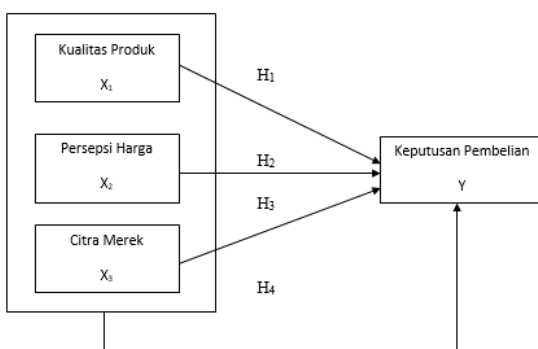 Kualitas Produk
X₁
H₁
Persepsi Harga
X₂
H₂
Keputusan Pembelian
Y
H₃
Citra Merek
X₃
H₄